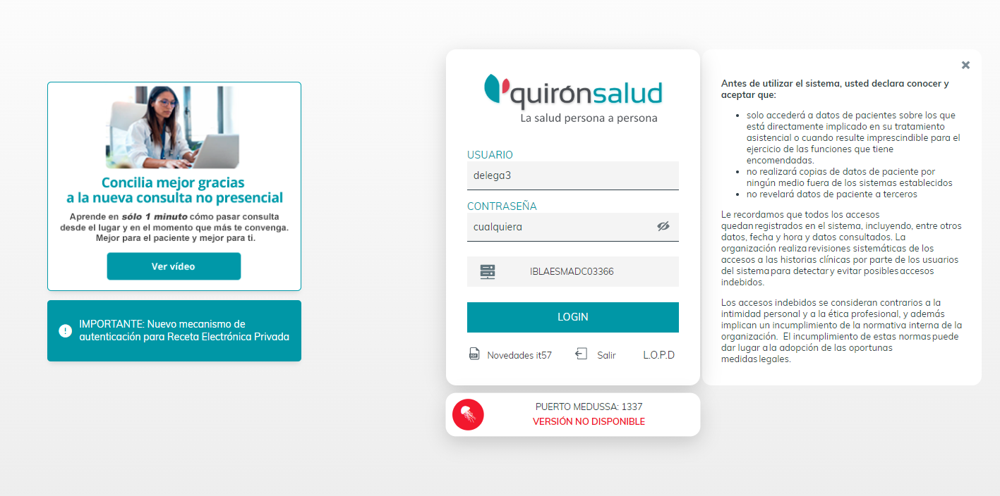 Concilia mejor gracias
a la nueva consulta no presencial
Aprende en sólo 1 minuto cómo pasar consulta
desde el lugar y en el momento que más te convenga.
Mejor para el paciente y mejor para ti.
Ver vídeo
IMPORTANTE: Nuevo mecanismo de
autenticación para Receta Electrónica Privada
quirónsalud
La salud persona a persona
USUARIO
delega3
CONTRASEÑA
cualquiera
IBLAESMADC03366
LOGIN
PDF
Novedades it57
Salir
L.O.P.D
PUERTO MEDUSSA: 1337
VERSIÓN NO DISPONIBLE
Antes de utilizar el sistema, usted declara conocer y
aceptar que:
• solo accederá a datos de pacientes sobre los que
está directamente implicado en su tratamiento
asistencial o cuando resulte imprescindible para el
ejercicio de las funciones que tiene
encomendadas.
• no realizará copias de datos de paciente por
ningún medio fuera de los sistemas establecidos
• no revelará datos de paciente a terceros
Le recordamos que todos los accesos
quedan registrados en el sistema, incluyendo, entre otros
datos, fecha y hora y datos consultados. La
organización realiza revisiones sistemáticas de los
accesos a las historias clínicas por parte de los usuarios
del sistema para detectar y evitar posibles accesos
indebidos.
Los accesos indebidos se consideran contrarios a la
intimidad personal y a la ética profesional, y además
implican un incumplimiento de la normativa interna de la
organización. El incumplimiento de estas normas puede
dar lugar a la adopción de las oportunas
medidas legales.